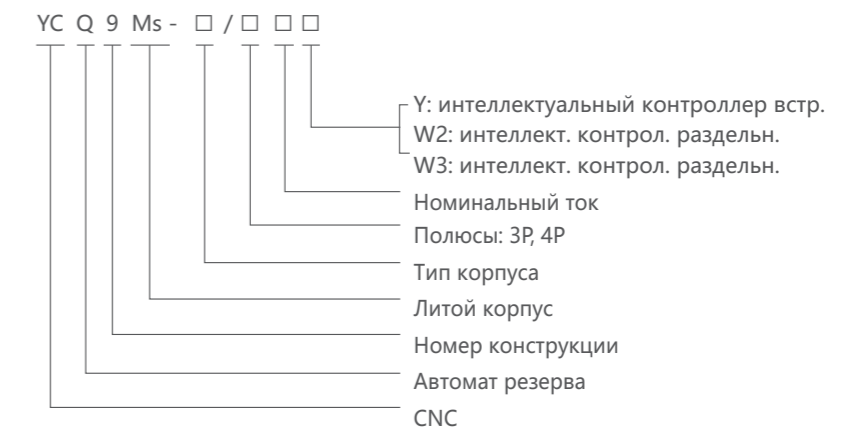 YC Q 9 Ms - □ / □ □ □
Y: интеллектуальный контроллер встр.
W2: интеллект. контрол. раздельн.
W3: интеллект. контрол. раздельн.
Номинальный ток
Полюсы: 3P, 4P
Тип корпуса
Литой корпус
Номер конструкции
Автомат резерва
CNC